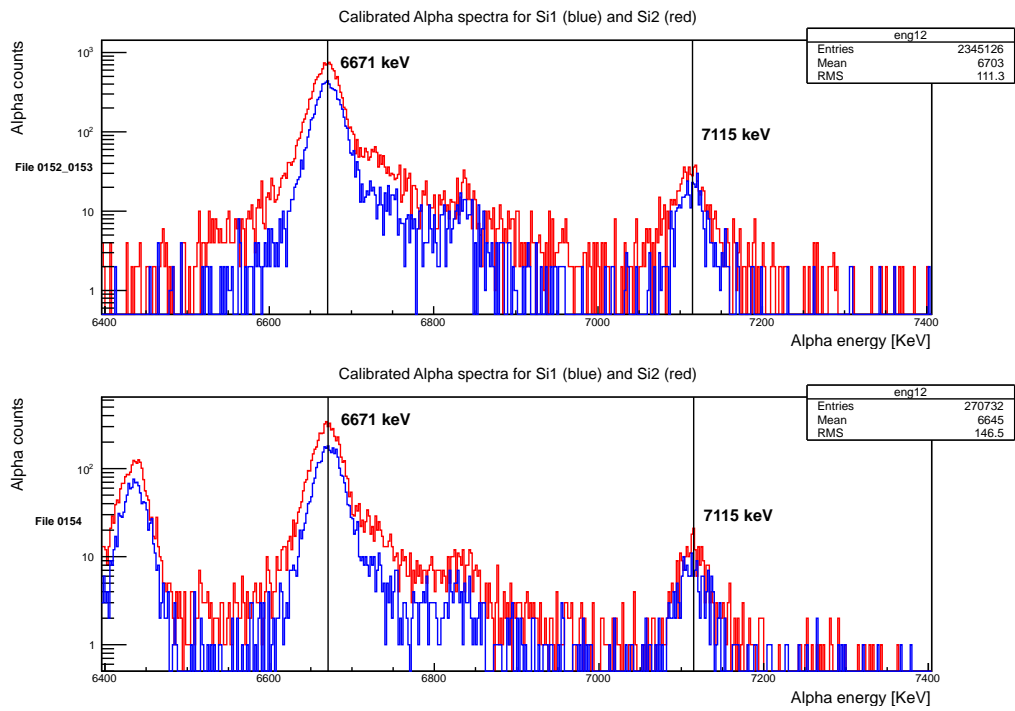 Calibrated Alpha spectra for Si1 (blue) and Si2 (red)
eng12
Entries 2345126
Mean 6703
RMS 111.3
Alpha counts
File 0152_0153
6671 keV
7115 keV
10³
10²
10
1
6400 6600 6800 7000 7200 7400
Alpha energy [KeV]
Calibrated Alpha spectra for Si1 (blue) and Si2 (red)
eng12
Entries 270732
Mean 6645
RMS 146.5
Alpha counts
File 0154
6671 keV
7115 keV
10²
10
1
6400 6600 6800 7000 7200 7400
Alpha energy [KeV]